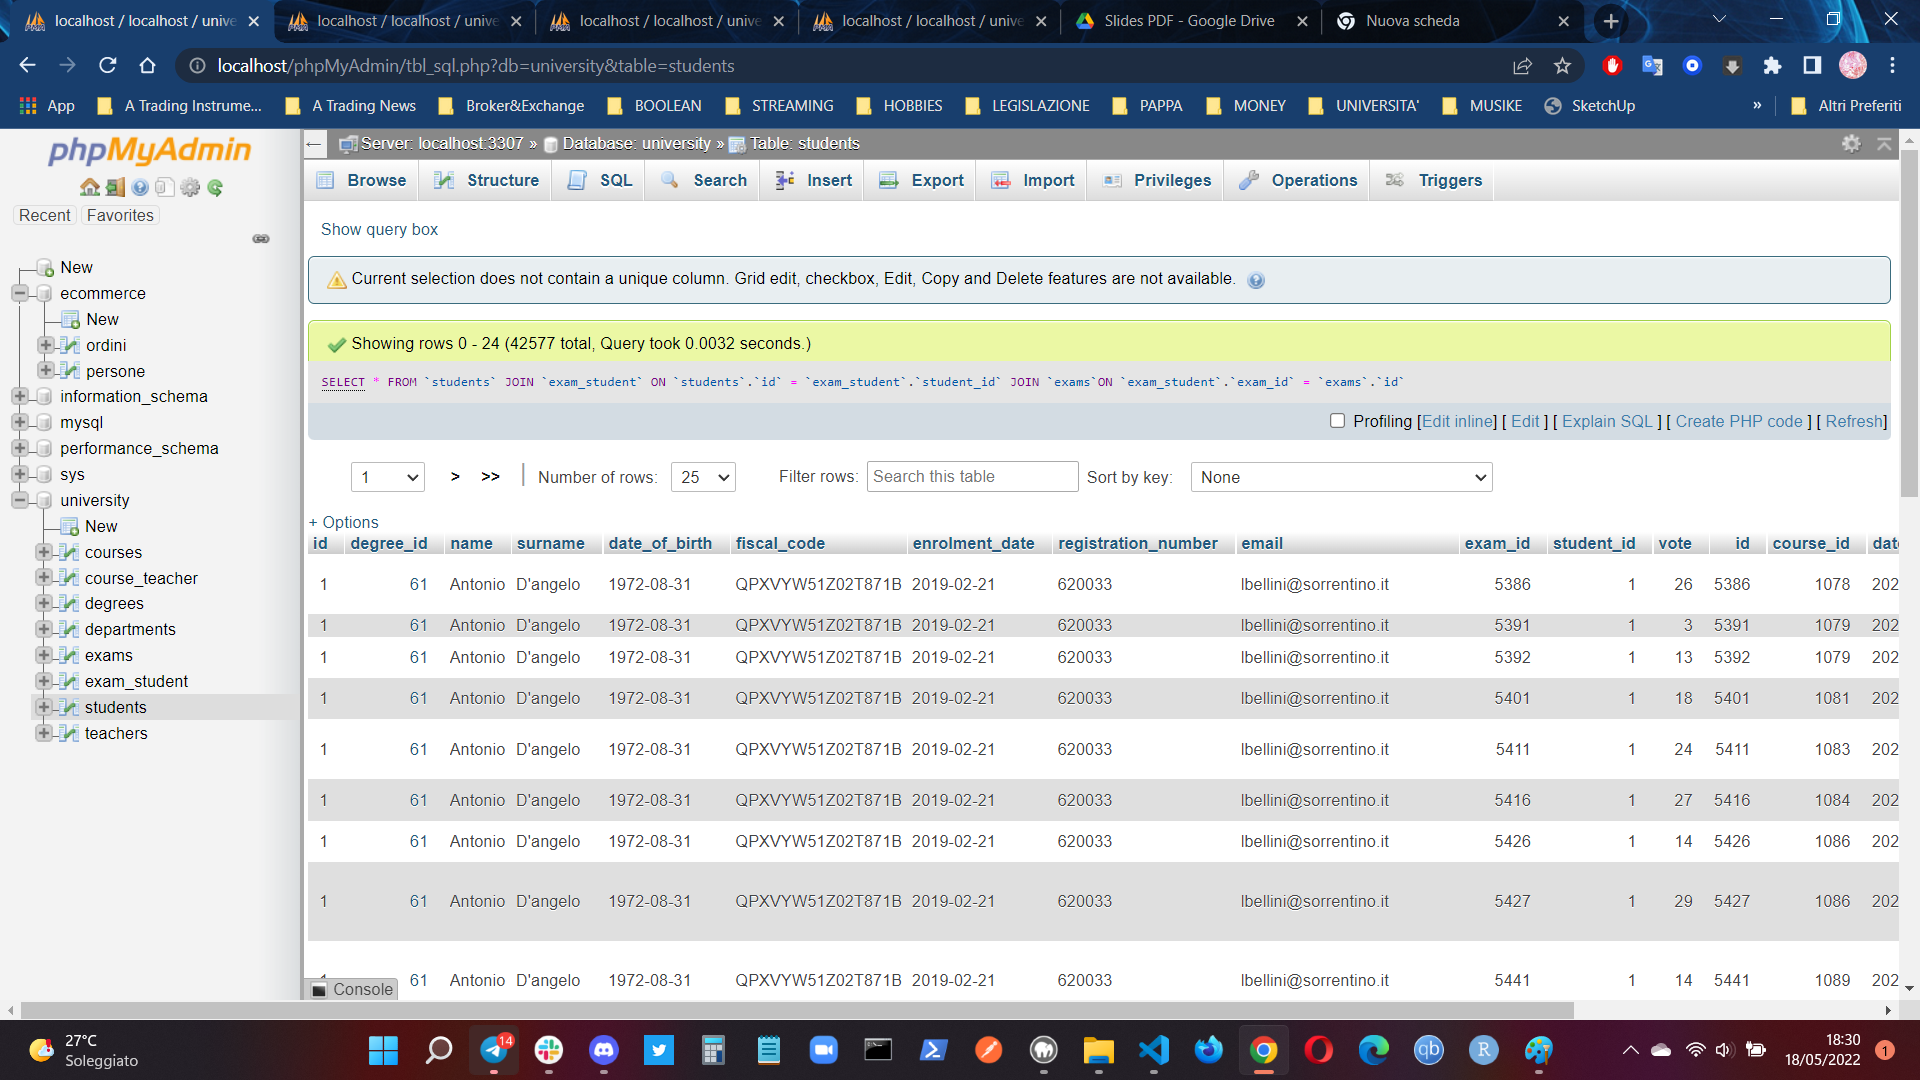 localhost / localhost / unive
localhost / localhost / unive
localhost / localhost / unive
localhost / localhost / unive
Slides PDF - Google Drive
Nuova scheda
localhost/phpMyAdmin/tbl_sql.php?db=university&table=students
App
A Trading Instrume...
A Trading News
Broker&Exchange
BOOLEAN
STREAMING
HOBBIES
LEGISLAZIONE
PAPPA
MONEY
UNIVERSITA'
MUSIKE
SketchUp
»
Altri Preferiti
phpMyAdmin
Recent
Favorites
New
ecommerce
New
ordini
persone
information_schema
mysql
performance_schema
sys
university
New
courses
course_teacher
degrees
departments
exams
exam_student
students
teachers
Server: localhost:3307 » Database: university » Table: students
Browse
Structure
SQL
Search
Insert
Export
Import
Privileges
Operations
Triggers
Show query box
Current selection does not contain a unique column. Grid edit, checkbox, Edit, Copy and Delete features are not available.
Showing rows 0 - 24 (42577 total, Query took 0.0032 seconds.)
SELECT * FROM `students` JOIN `exam_student` ON `students`.`id` = `exam_student`.`student_id` JOIN `exams`ON `exam_student`.`exam_id` = `exams`.`id`
Profiling [Edit inline] [ Edit ] [ Explain SQL ] [ Create PHP code ] [ Refresh]
1 > >> | Number of rows: 25 Filter rows: Search this table Sort by key: None
+ Options
id degree_id name surname date_of_birth fiscal_code enrolment_date registration_number email exam_id student_id vote id course_id date
1 61 Antonio D'angelo 1972-08-31 QPXVYW51Z02T871B 2019-02-21 620033 lbellini@sorrentino.it 5386 1 26 5386 1078 202
1 61 Antonio D'angelo 1972-08-31 QPXVYW51Z02T871B 2019-02-21 620033 lbellini@sorrentino.it 5391 1 3 5391 1079 202
1 61 Antonio D'angelo 1972-08-31 QPXVYW51Z02T871B 2019-02-21 620033 lbellini@sorrentino.it 5392 1 13 5392 1079 202
1 61 Antonio D'angelo 1972-08-31 QPXVYW51Z02T871B 2019-02-21 620033 lbellini@sorrentino.it 5401 1 18 5401 1081 202
1 61 Antonio D'angelo 1972-08-31 QPXVYW51Z02T871B 2019-02-21 620033 lbellini@sorrentino.it 5411 1 24 5411 1083 202
1 61 Antonio D'angelo 1972-08-31 QPXVYW51Z02T871B 2019-02-21 620033 lbellini@sorrentino.it 5416 1 27 5416 1084 202
1 61 Antonio D'angelo 1972-08-31 QPXVYW51Z02T871B 2019-02-21 620033 lbellini@sorrentino.it 5426 1 14 5426 1086 202
1 61 Antonio D'angelo 1972-08-31 QPXVYW51Z02T871B 2019-02-21 620033 lbellini@sorrentino.it 5427 1 29 5427 1086 202
1 61 Antonio D'angelo 1972-08-31 QPXVYW51Z02T871B 2019-02-21 620033 lbellini@sorrentino.it 5441 1 14 5441 1089 202
Console
27°C
Soleggiato
14
qb
R
18:30
18/05/2022
1